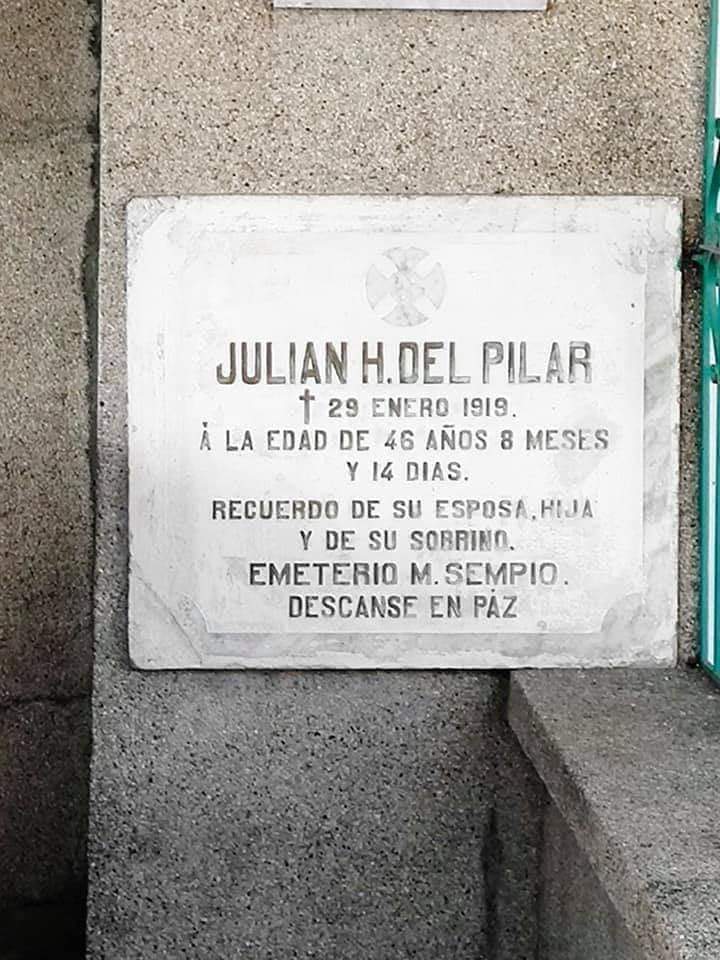 JULIAN H. DEL PILAR
† 29 ENERO 1919.
Á LA EDAD DE 46 AÑOS 8 MESES
Y 14 DIAS.
RECUERDO DE SU ESPOSA, HIJA
Y DE SU SOBRINO.
EMETERIO M. SEMPIO.
DESCANSE EN PÁZ